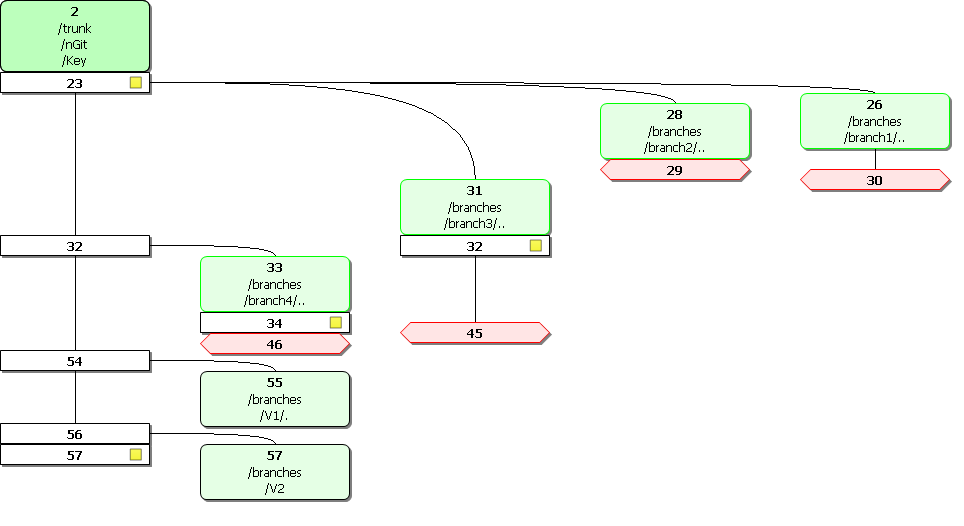 2
/trunk
/nGit
/Key
23
26
/branches
/branch1/..
30
28
/branches
/branch2/..
29
31
/branches
/branch3/..
32
45
32
33
/branches
/branch4/..
34
46
54
55
/branches
/V1/.
56
57
57
/branches
/V2